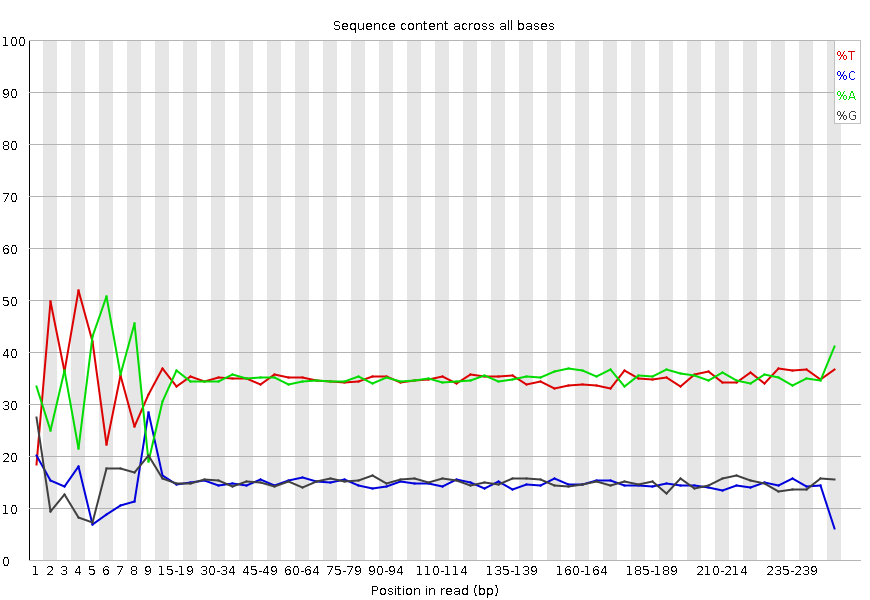 Sequence content across all bases
100
90
80
70
60
50
40
30
20
10
0
%T
%C
%A
%G
1 2 3 4 5 6 7 8 9 15-19 30-34 45-49 60-64 75-79 90-94 110-114 135-139 160-164 185-189 210-214 235-239
Position in read (bp)